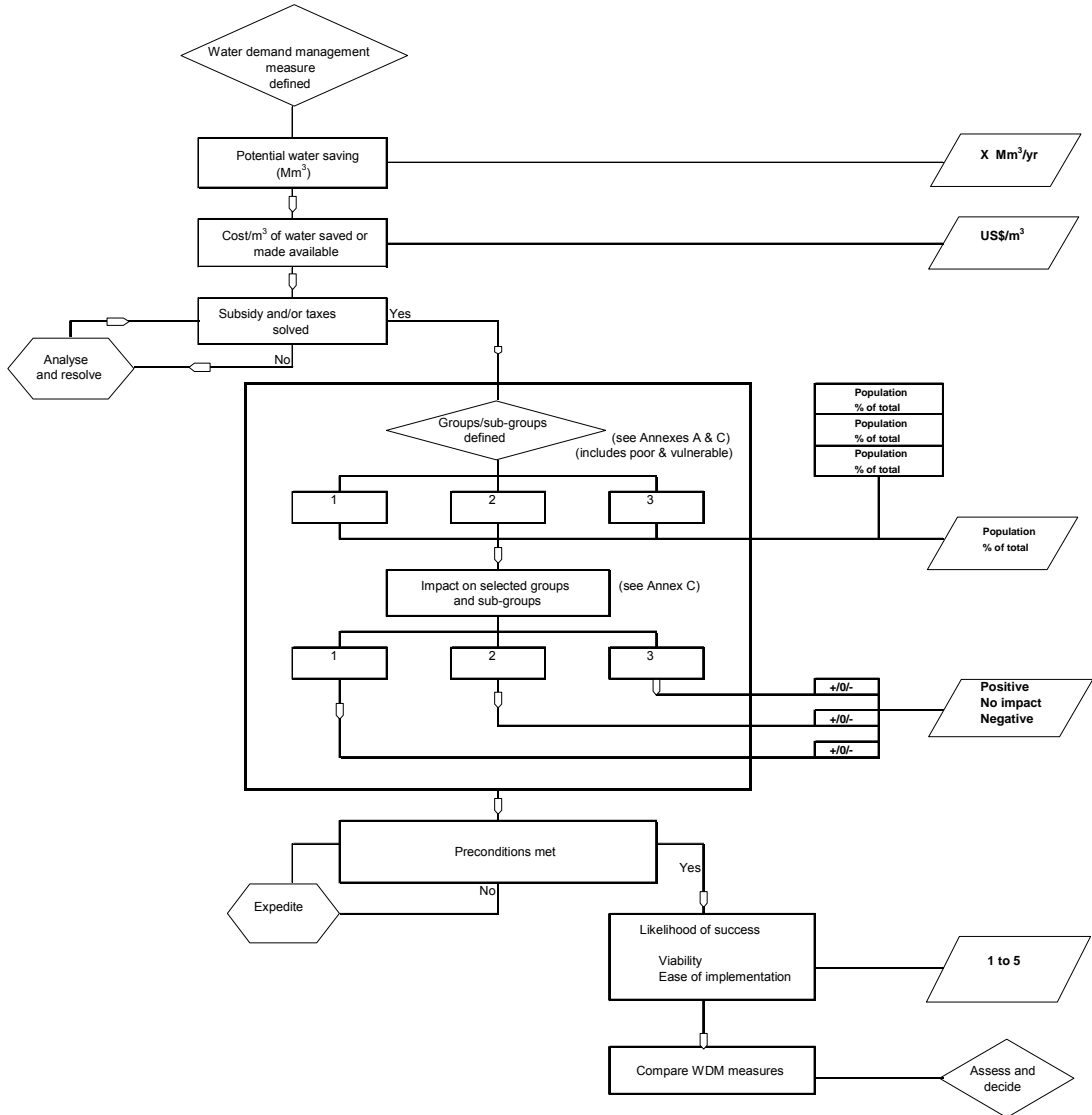 Water demand management
measure
defined
Potential water saving
(Mm³)
X Mm³/yr
Cost/m³ of water saved or
made available
US$/m³
Subsidy and/or taxes
solved
Yes
No
Analyse
and resolve
Groups/sub-groups
defined
(see Annexes A & C)
(includes poor & vulnerable)
Population
% of total
Population
% of total
Population
% of total
1
2
3
Population
% of total
Impact on selected groups
and sub-groups
(see Annex C)
1
2
3
+/0/-
+/0/-
+/0/-
Positive
No impact
Negative
Preconditions met
Yes
No
Expedite
Likelihood of success
Viability
Ease of implementation
1 to 5
Compare WDM measures
Assess and
decide